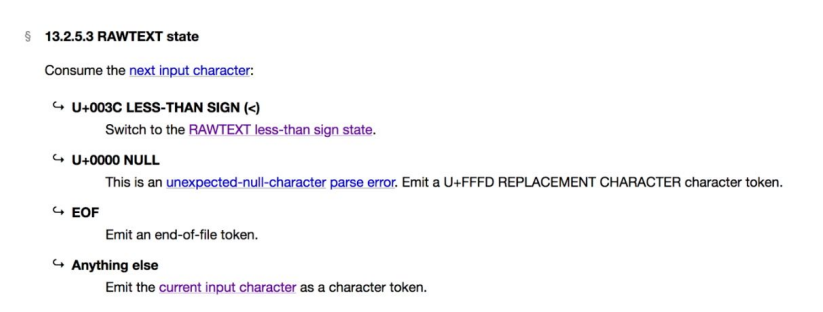 § 13.2.5.3 RAWTEXT state
Consume the next input character:
↪ U+003C LESS-THAN SIGN (<)
Switch to the RAWTEXT less-than sign state.
↪ U+0000 NULL
This is an unexpected-null-character parse error. Emit a U+FFFD REPLACEMENT CHARACTER character token.
↪ EOF
Emit an end-of-file token.
↪ Anything else
Emit the current input character as a character token.